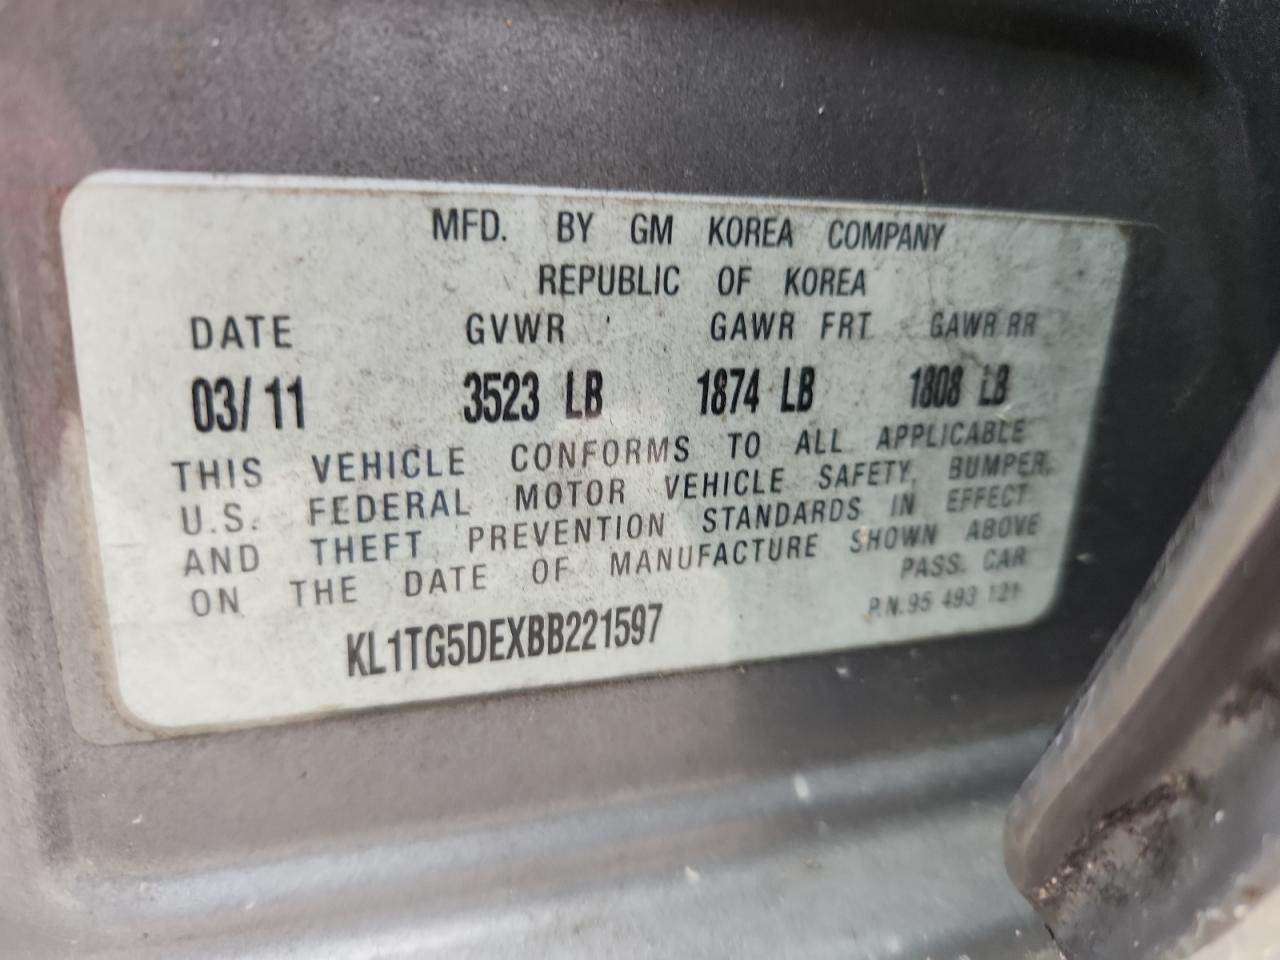 MFD. BY GM KOREA COMPANY
REPUBLIC OF KOREA
DATE GVWR GAWR FRT GAWR RR
03/11 3523 LB 1874 LB 1808 LB
THIS VEHICLE CONFORMS TO ALL APPLICABLE
U.S. FEDERAL MOTOR VEHICLE SAFETY, BUMPER,
AND THEFT PREVENTION STANDARDS IN EFFECT
ON THE DATE OF MANUFACTURE SHOWN ABOVE
PASS. CAR
KL1TG5DEXBB221597
P.N.95 493 121